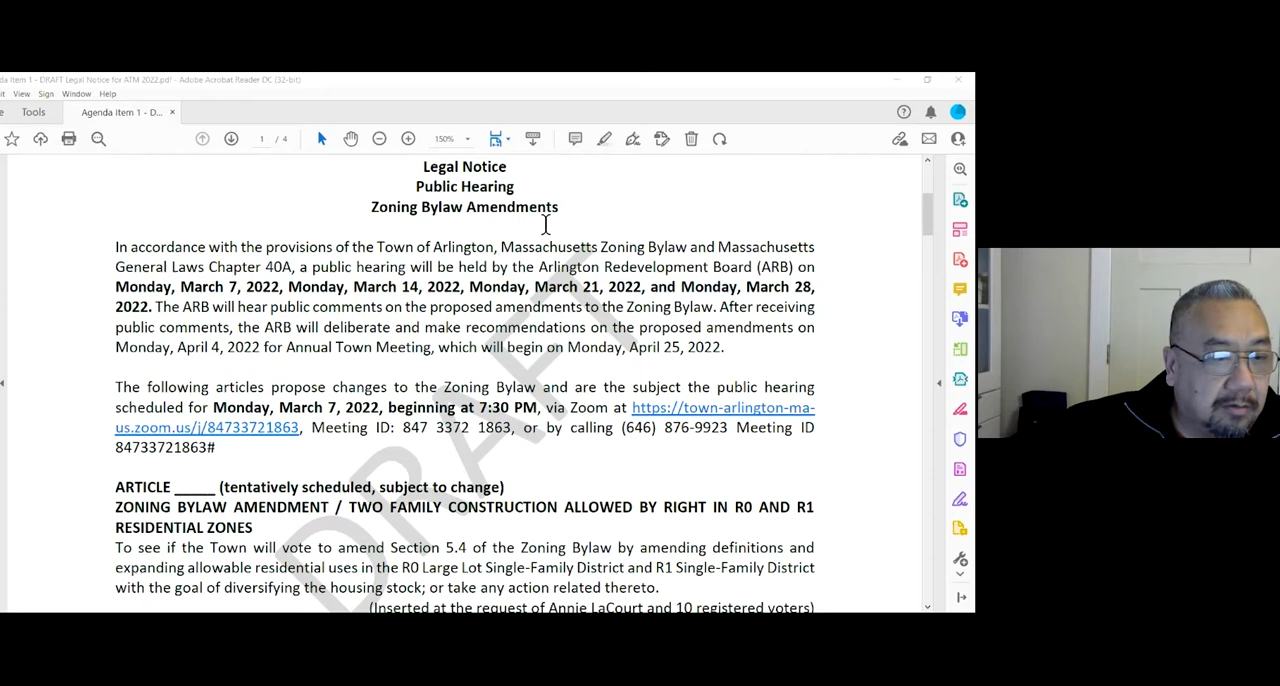 da Item 1 - DRAFT Legal Notice for ATM 2022.pdf - Adobe Acrobat Reader DC (32-bit)
it View Sign Window Help
e Tools Agenda Item 1 - D... ×
1 / 4 150%
Legal Notice
Public Hearing
Zoning Bylaw Amendments
In accordance with the provisions of the Town of Arlington, Massachusetts Zoning Bylaw and Massachusetts
General Laws Chapter 40A, a public hearing will be held by the Arlington Redevelopment Board (ARB) on
Monday, March 7, 2022, Monday, March 14, 2022, Monday, March 21, 2022, and Monday, March 28,
2022. The ARB will hear public comments on the proposed amendments to the Zoning Bylaw. After receiving
public comments, the ARB will deliberate and make recommendations on the proposed amendments on
Monday, April 4, 2022 for Annual Town Meeting, which will begin on Monday, April 25, 2022.
The following articles propose changes to the Zoning Bylaw and are the subject the public hearing
scheduled for Monday, March 7, 2022, beginning at 7:30 PM, via Zoom at https://town-arlington-ma-
us.zoom.us/j/84733721863, Meeting ID: 847 3372 1863, or by calling (646) 876-9923 Meeting ID
84733721863#
ARTICLE _____ (tentatively scheduled, subject to change)
ZONING BYLAW AMENDMENT / TWO FAMILY CONSTRUCTION ALLOWED BY RIGHT IN R0 AND R1
RESIDENTIAL ZONES
To see if the Town will vote to amend Section 5.4 of the Zoning Bylaw by amending definitions and
expanding allowable residential uses in the R0 Large Lot Single-Family District and R1 Single-Family District
with the goal of diversifying the housing stock; or take any action related thereto.
(Inserted at the request of Annie LaCourt and 10 registered voters)
DRAFT